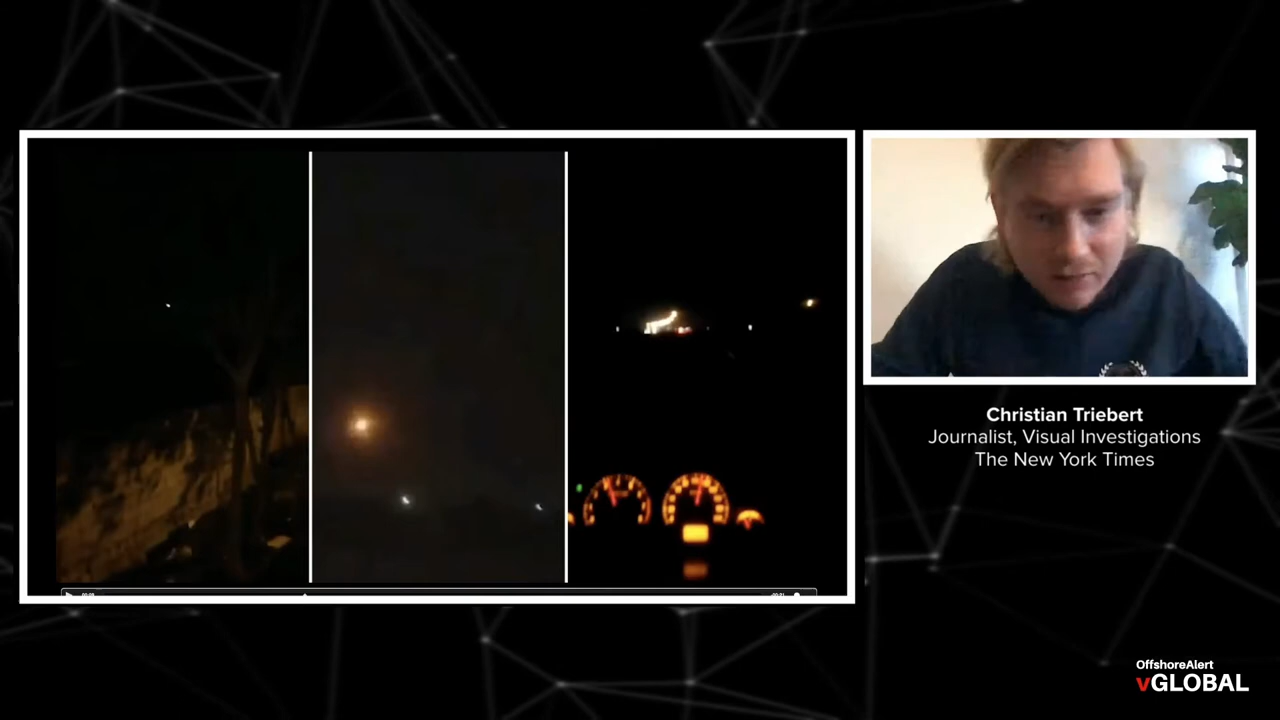 Christian Triebert
Journalist, Visual Investigations
The New York Times
OffshoreAlert
vGLOBAL